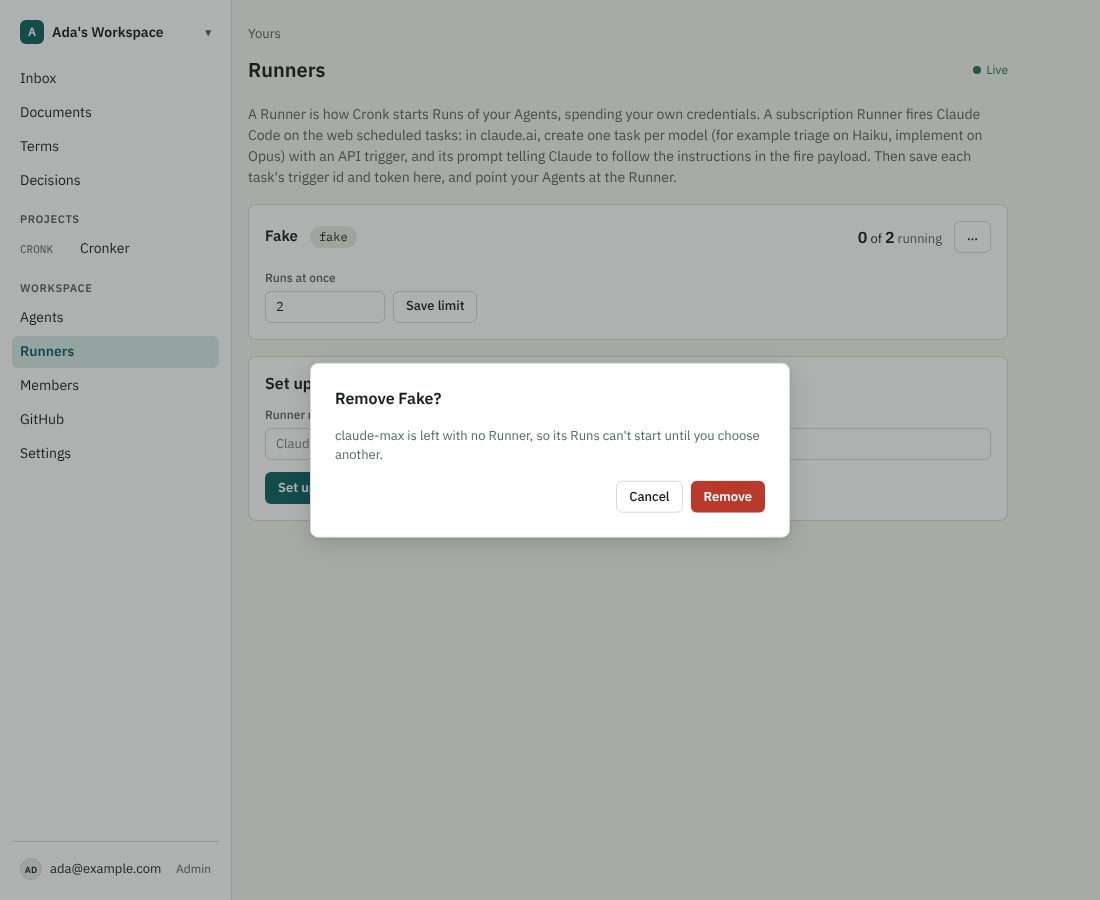 A Ada's Workspace ▾
Inbox
Documents
Terms
Decisions
PROJECTS
CRONK Cronker
WORKSPACE
Agents
Runners
Members
GitHub
Settings
AD ada@example.com Admin
Yours
Runners
Live
A Runner is how Cronk starts Runs of your Agents, spending your own credentials. A subscription Runner fires Claude
Code on the web scheduled tasks: in claude.ai, create one task per model (for example triage on Haiku, implement on
Opus) with an API trigger, and its prompt telling Claude to follow the instructions in the fire payload. Then save each
task's trigger id and token here, and point your Agents at the Runner.
Fake fake
0 of 2 running ...
Runs at once
2 Save limit
Set up
Runner
Claud
Set up
Remove Fake?
claude-max is left with no Runner, so its Runs can't start until you choose
another.
Cancel Remove